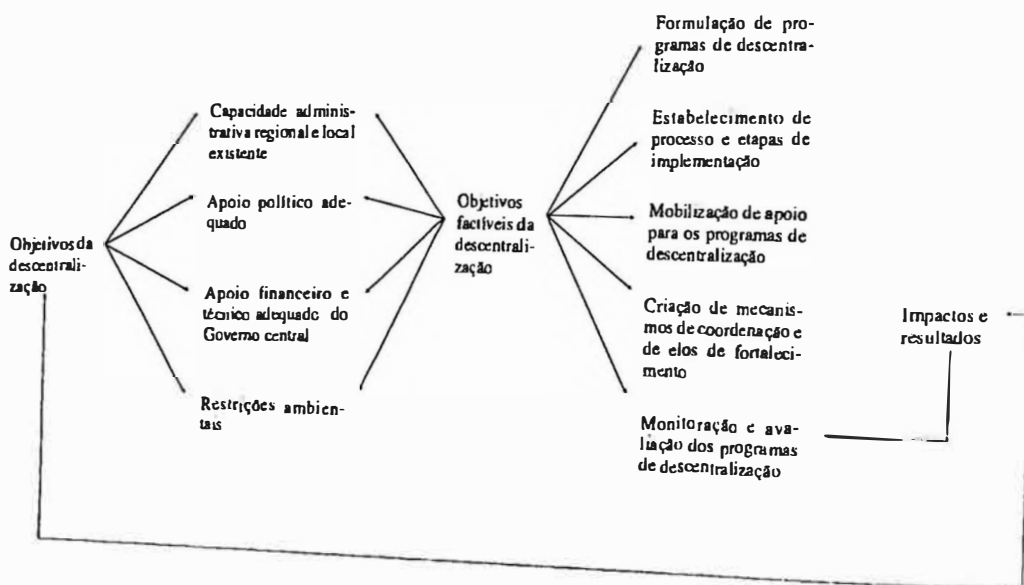 Objetivos da
descentrali-
zação
Capacidade adminis-
trativa regional e local
existente
Apoio político ade-
quado
Apoio financeiro e
técnico adequado do
Governo central
Restrições ambien-
tais
Objetivos
factíveis da
descentrali-
zação
Formulação de pro-
gramas de descentra-
lização
Estabelecimento de
processo e etapas de
implementação
Mobilização de apoio
para os programas de
descentralização
Criação de mecanis-
mos de coordenação e
de elos de fortaleci-
mento
Monitoração e ava-
liação dos programas
de descentralização
Impactos e
resultados